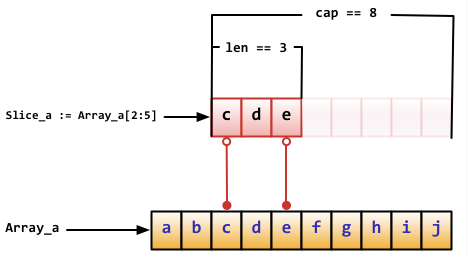 cap == 8
len == 3
Slice_a := Array_a[2:5]
c d e
Array_a
a b c d e f g h i j